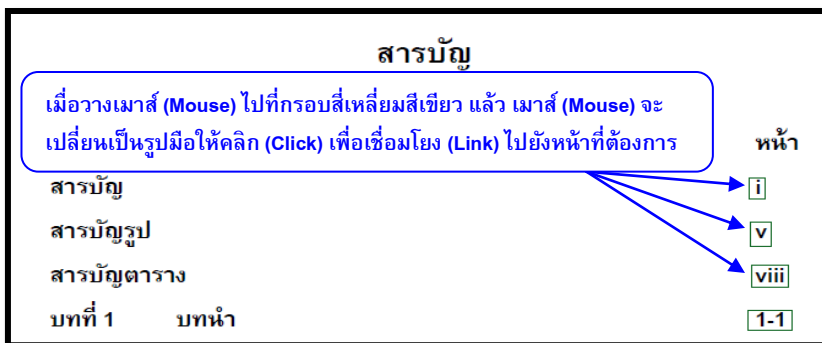 สารบัญ
เมื่อวางเมาส์ (Mouse) ไปที่กรอบสี่เหลี่ยมสีเขียว แล้ว เมาส์ (Mouse) จะ
เปลี่ยนเป็นรูปมือให้คลิก (Click) เพื่อเชื่อมโยง (Link) ไปยังหน้าที่ต้องการ
หน้า
สารบัญ i
สารบัญรูป v
สารบัญตาราง viii
บทที่ 1 บทนำ 1-1